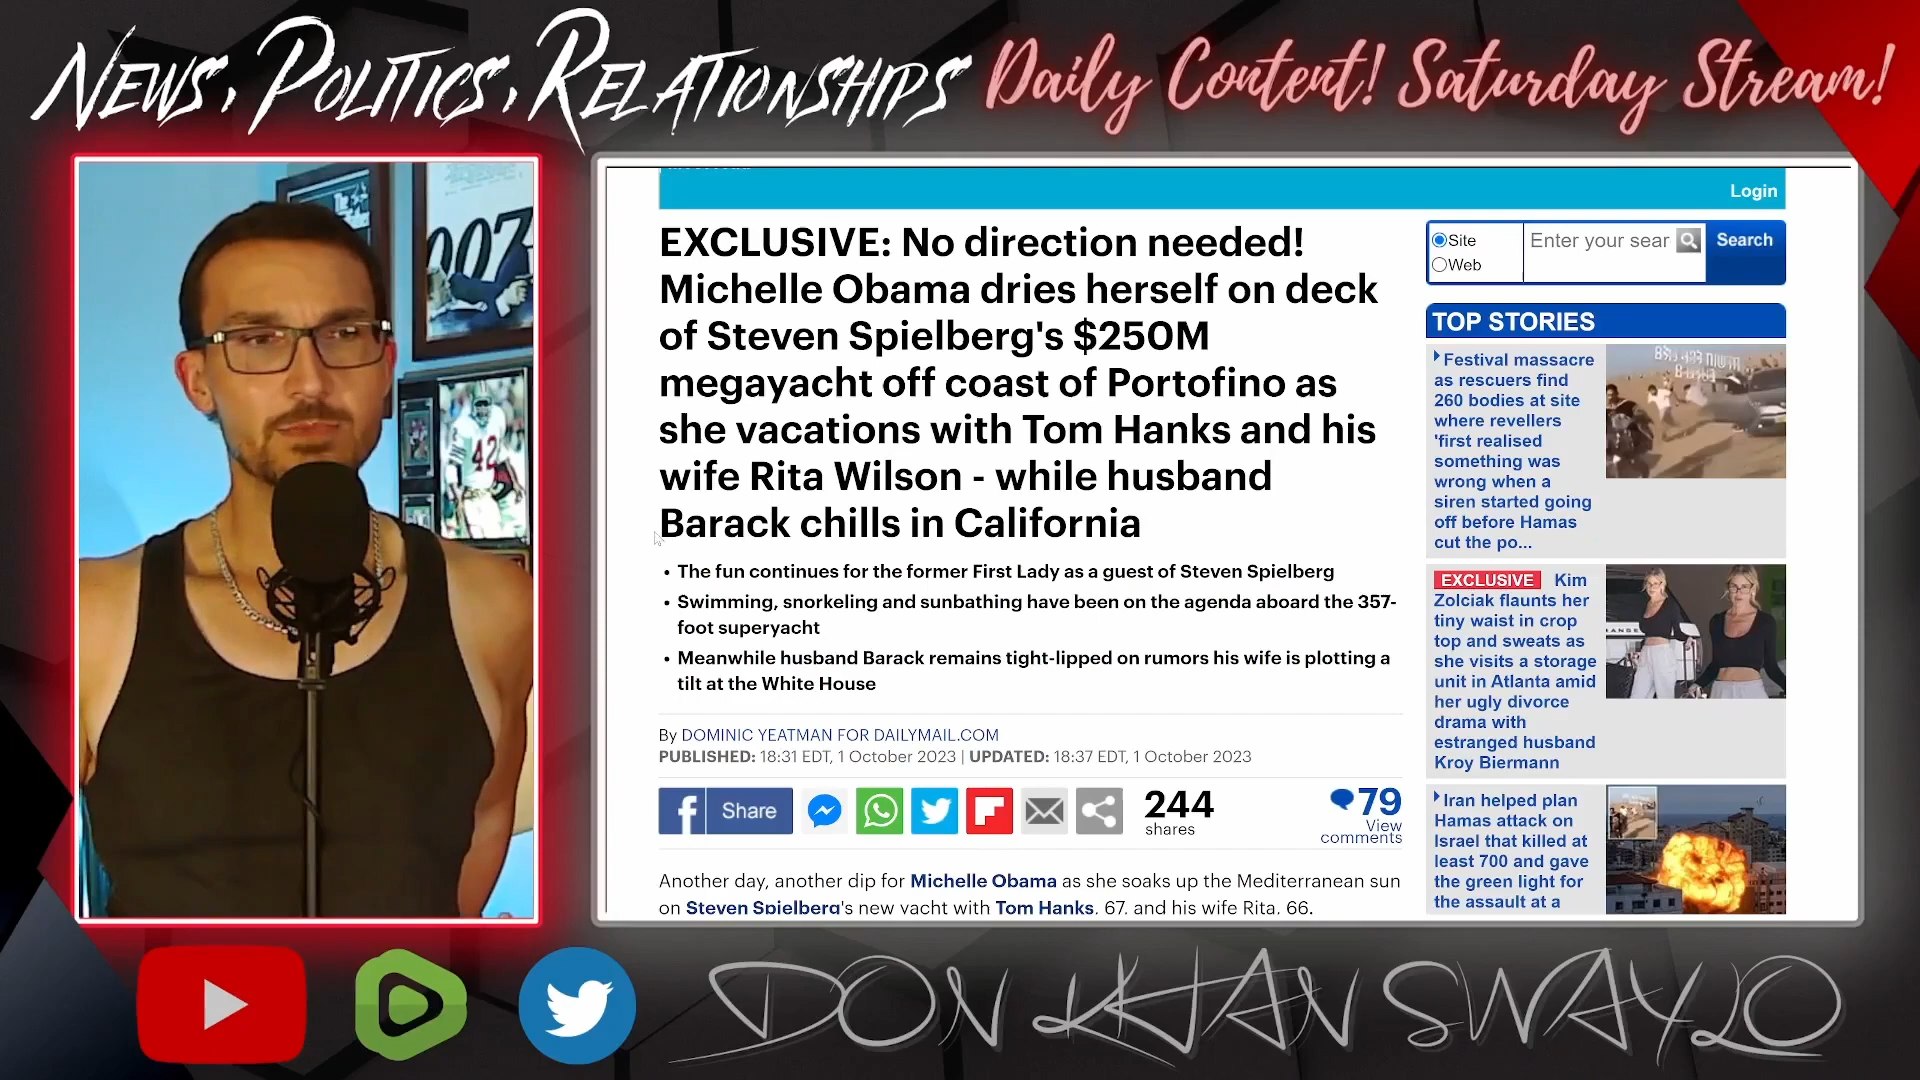 News, Politics, Relationships Daily Content! Saturday Stream!
007
42
Login
Site
Web
Enter your sear
Search
EXCLUSIVE: No direction needed!
Michelle Obama dries herself on deck
of Steven Spielberg's $250M
megayacht off coast of Portofino as
she vacations with Tom Hanks and his
wife Rita Wilson - while husband
Barack chills in California
• The fun continues for the former First Lady as a guest of Steven Spielberg
• Swimming, snorkeling and sunbathing have been on the agenda aboard the 357-
foot superyacht
• Meanwhile husband Barack remains tight-lipped on rumors his wife is plotting a
tilt at the White House
By DOMINIC YEATMAN FOR DAILYMAIL.COM
PUBLISHED: 18:31 EDT, 1 October 2023 | UPDATED: 18:37 EDT, 1 October 2023
f Share
244
shares
79
View
comments
Another day, another dip for Michelle Obama as she soaks up the Mediterranean sun
on Steven Spielberg's new yacht with Tom Hanks, 67, and his wife Rita, 66.
TOP STORIES
Festival massacre
as rescuers find
260 bodies at site
where revellers
'first realised
something was
wrong when a
siren started going
off before Hamas
cut the po...
EXCLUSIVE Kim
Zolciak flaunts her
tiny waist in crop
top and sweats as
she visits a storage
unit in Atlanta amid
her ugly divorce
drama with
estranged husband
Kroy Biermann
Iran helped plan
Hamas attack on
Israel that killed at
least 700 and gave
the green light for
the assault at a
DON KHAN SWAYLO